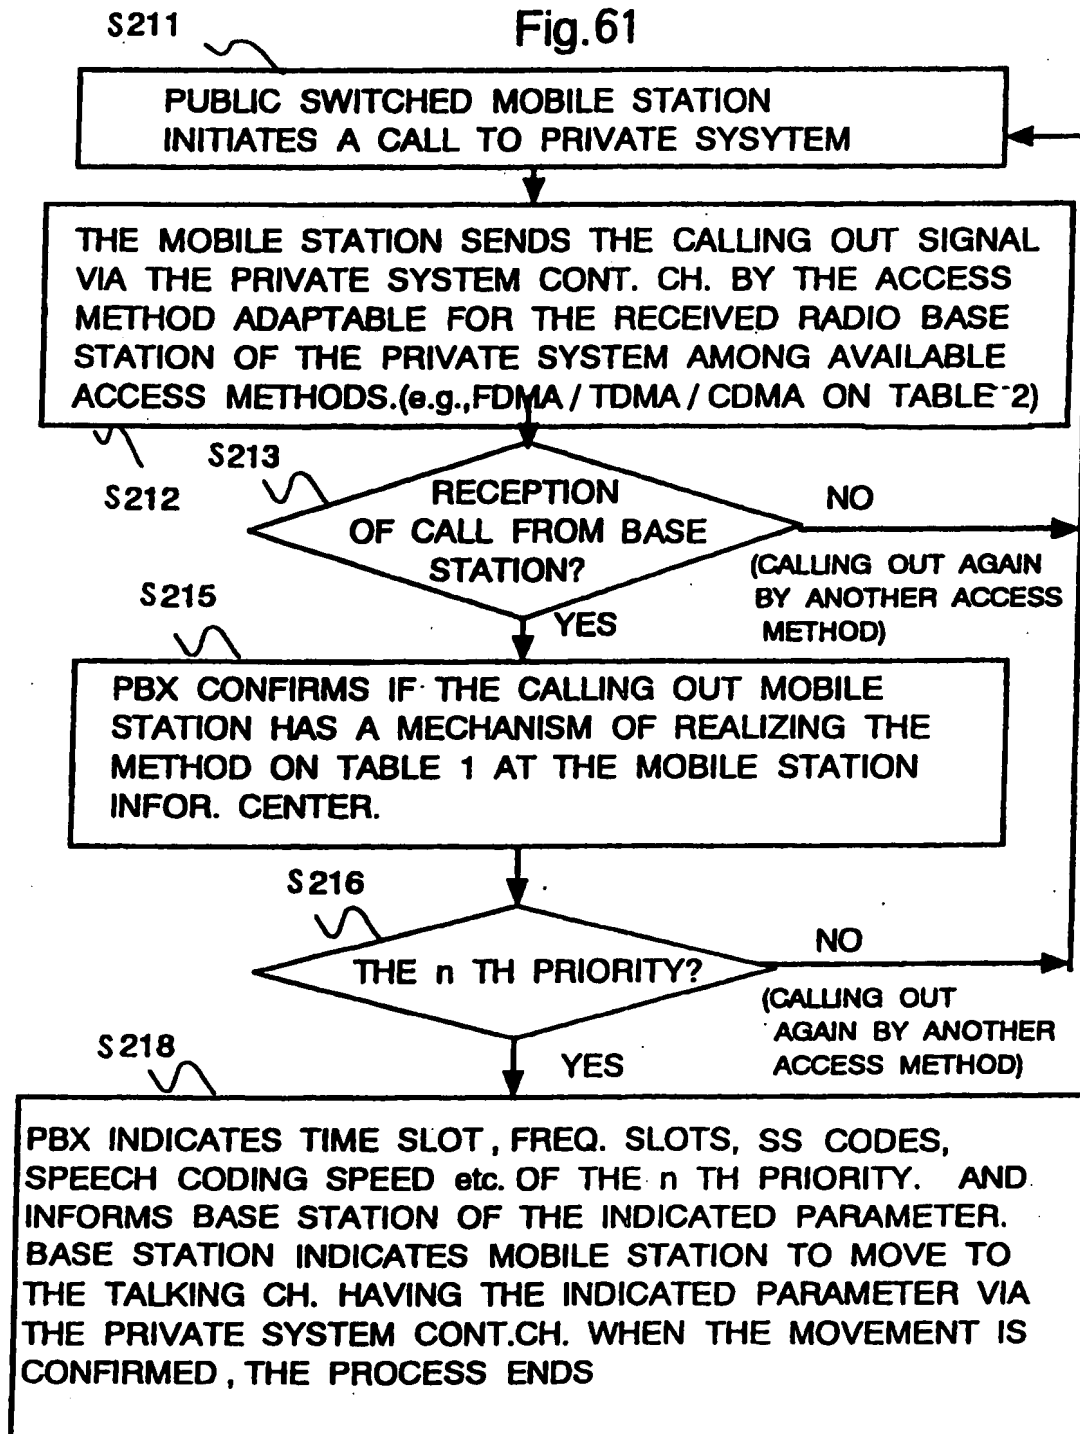 Fig.61
S211
PUBLIC SWITCHED MOBILE STATION
INITIATES A CALL TO PRIVATE SYSYTEM
THE MOBILE STATION SENDS THE CALLING OUT SIGNAL
VIA THE PRIVATE SYSTEM CONT. CH. BY THE ACCESS
METHOD ADAPTABLE FOR THE RECEIVED RADIO BASE
STATION OF THE PRIVATE SYSTEM AMONG AVAILABLE
ACCESS METHODS.(e.g.,FDMA / TDMA / CDMA ON TABLE-2)
S212
S213
RECEPTION
OF CALL FROM BASE
STATION?
NO
(CALLING OUT AGAIN
BY ANOTHER ACCESS
METHOD)
YES
S215
PBX CONFIRMS IF THE CALLING OUT MOBILE
STATION HAS A MECHANISM OF REALIZING THE
METHOD ON TABLE 1 AT THE MOBILE STATION
INFOR. CENTER.
S216
THE n TH PRIORITY?
NO
(CALLING OUT
AGAIN BY ANOTHER
ACCESS METHOD)
YES
S218
PBX INDICATES TIME SLOT, FREQ. SLOTS, SS CODES,
SPEECH CODING SPEED etc. OF THE n TH PRIORITY. AND
INFORMS BASE STATION OF THE INDICATED PARAMETER.
BASE STATION INDICATES MOBILE STATION TO MOVE TO
THE TALKING CH. HAVING THE INDICATED PARAMETER VIA
THE PRIVATE SYSTEM CONT.CH. WHEN THE MOVEMENT IS
CONFIRMED, THE PROCESS ENDS